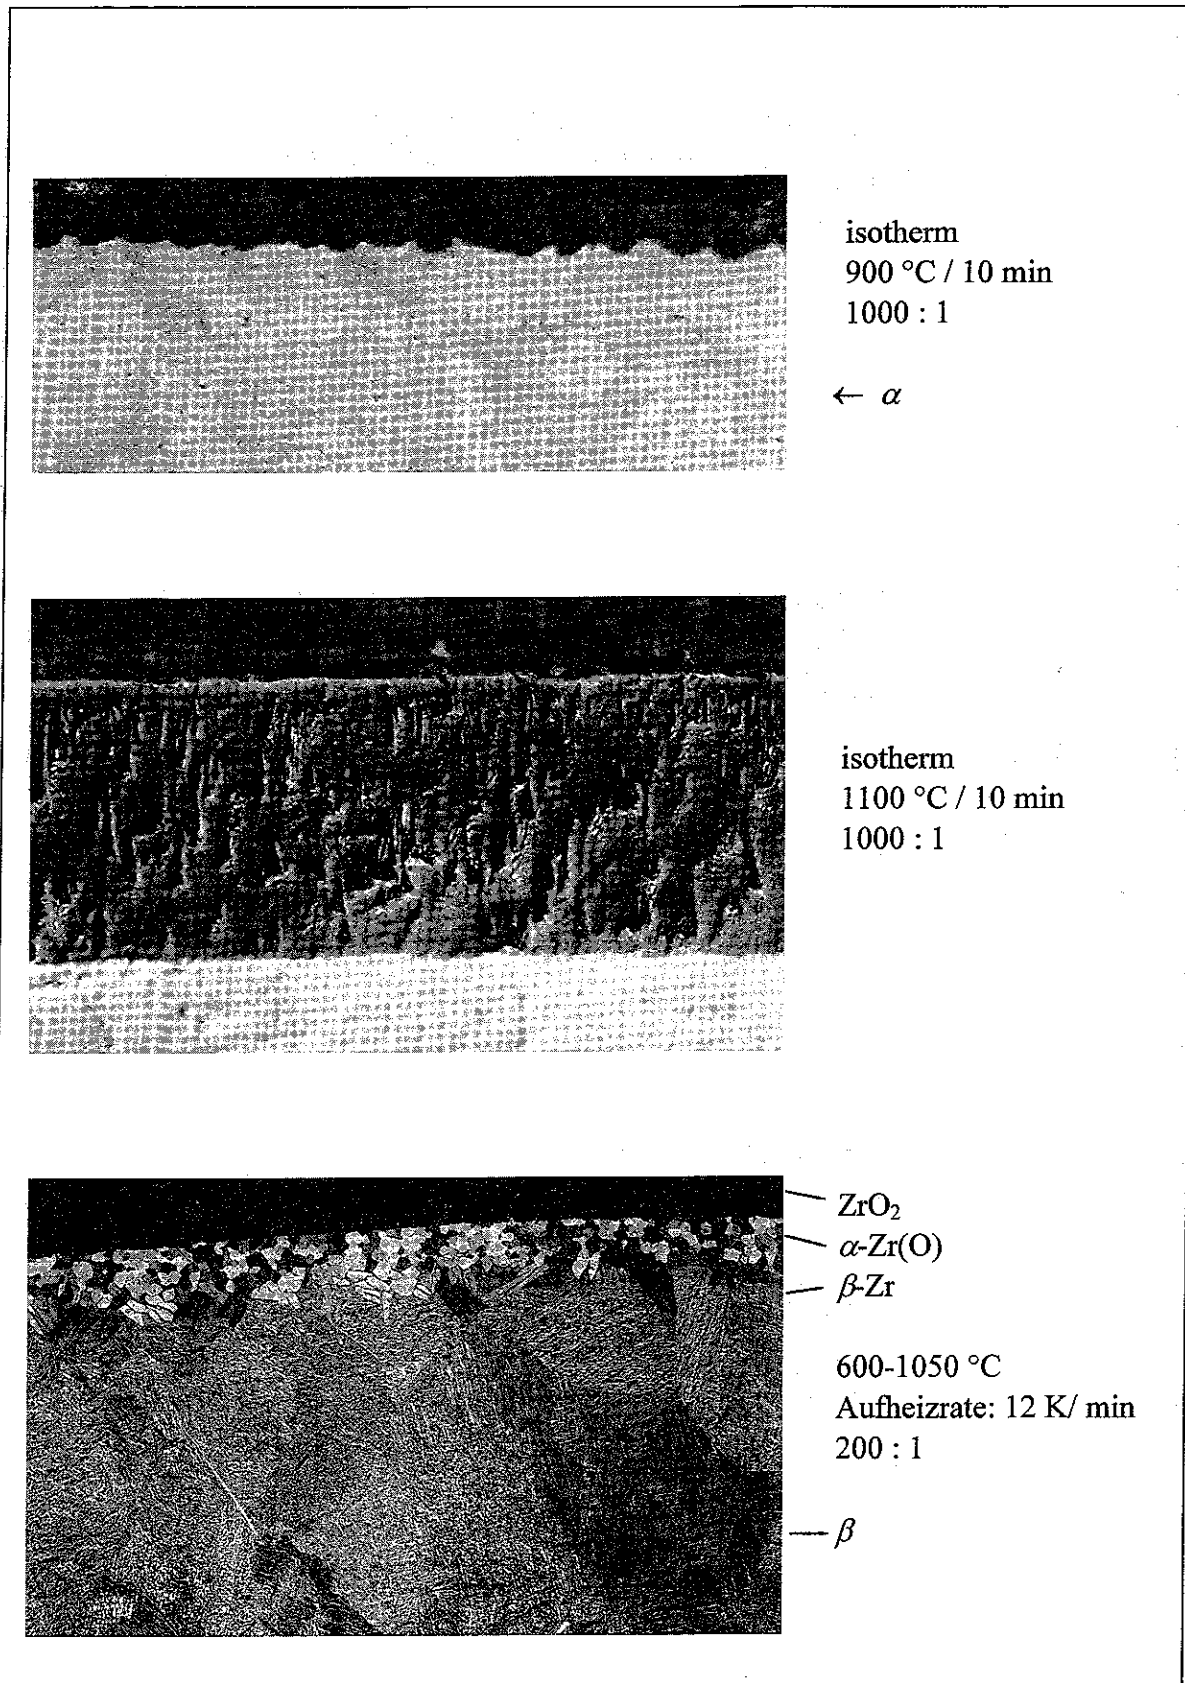 isotherm
900 °C / 10 min
1000 : 1
← α
isotherm
1100 °C / 10 min
1000 : 1
ZrO₂
α-Zr(O)
β-Zr
600-1050 °C
Aufheizrate: 12 K/ min
200 : 1
β